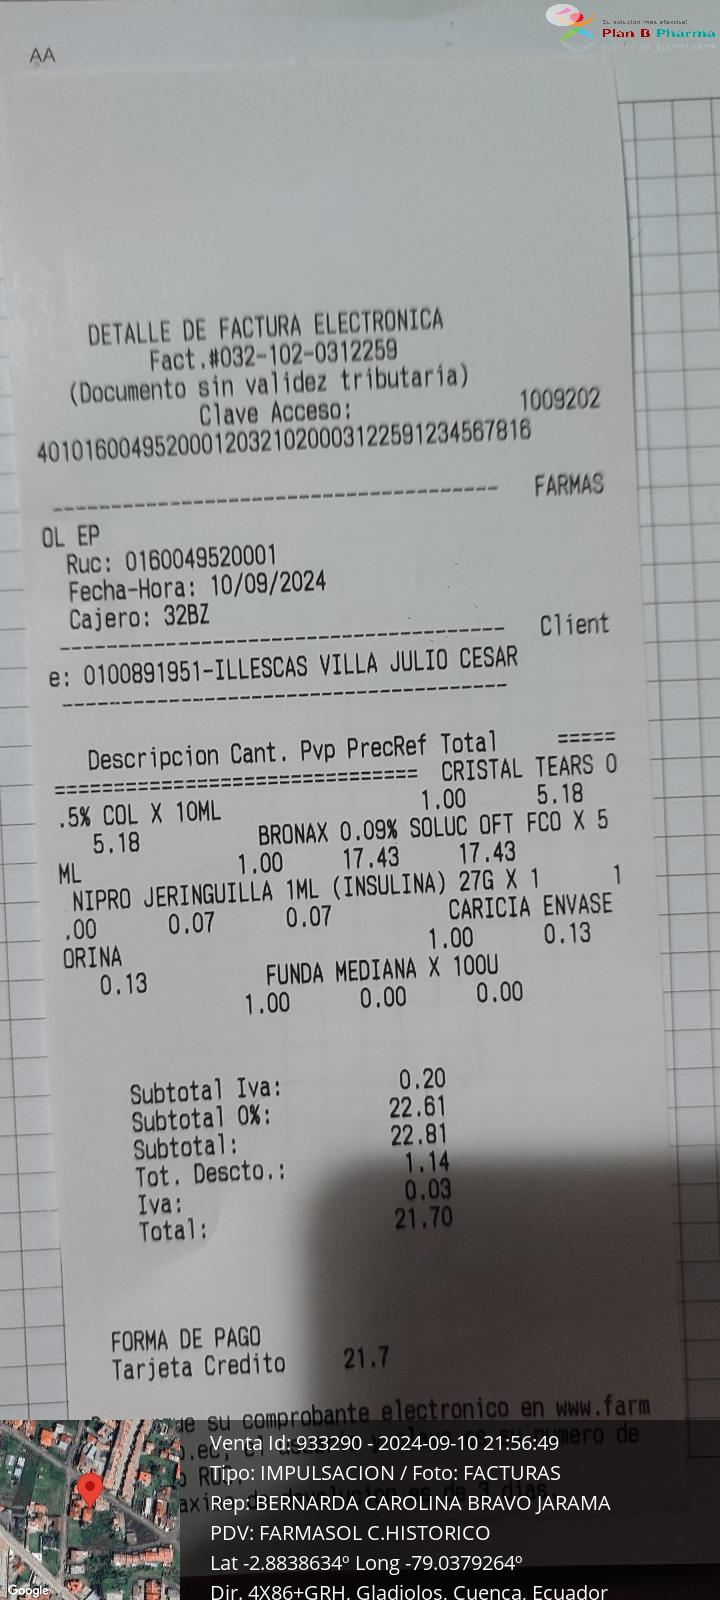 Su solución más efectiva!
Plan B Pharma
AA
DETALLE DE FACTURA ELECTRONICA
Fact.#032-102-0312259
(Documento sin validez tributaria)
Clave Acceso: 1009202
401016004952000120321020003122591234567816
---------------------------------------- FARMAS
OL EP
Ruc: 0160049520001
Fecha-Hora: 10/09/2024
Cajero: 32BZ
---------------------------------------- Client
e: 0100891951-ILLESCAS VILLA JULIO CESAR
----------------------------------------
Descripcion Cant. Pvp PrecRef Total =====
=============================== CRISTAL TEARS 0
.5% COL X 10ML 1.00 5.18
5.18 BRONAX 0.09% SOLUC OFT FCO X 5
ML 1.00 17.43 17.43
NIPRO JERINGUILLA 1ML (INSULINA) 27G X 1 1
.00 0.07 0.07 CARICIA ENVASE
ORINA 1.00 0.13
0.13 FUNDA MEDIANA X 100U
1.00 0.00 0.00
Subtotal Iva: 0.20
Subtotal 0%: 22.61
Subtotal: 22.81
Tot. Descto.: 1.14
Iva: 0.03
Total: 21.70
FORMA DE PAGO
Tarjeta Credito 21.7
ue su comprobante electronico en www.farm
Venta Id:933290 - 2024-09-10 21:56:49
Tipo: IMPULSACION / Foto: FACTURAS
Rep: BERNARDA CAROLINA BRAVO JARAMA
PDV: FARMASOL C.HISTORICO
Lat -2.8838634º Long -79.0379264º
Dir. 4X86+GRH, Gladiolos, Cuenca, Ecuador
Google